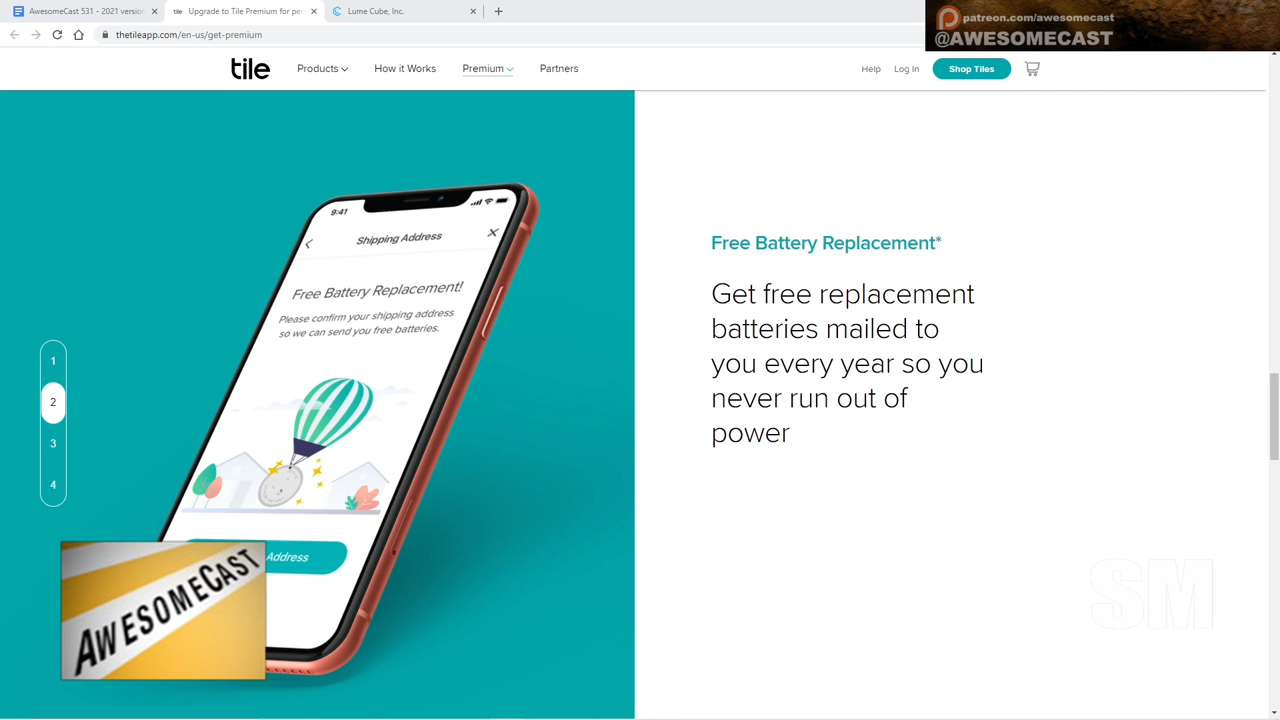 AwesomeCast 531 - 2021 version
Upgrade to Tile Premium for pe
Lume Cube, Inc.
patreon.com/awesomecast
@AWESOMECAST
thetileapp.com/en-us/get-premium
tile
Products
How it Works
Premium
Partners
Help
Log In
Shop Tiles
9:41
Shipping Address
Free Battery Replacement!
Please confirm your shipping address
so we can send you free batteries.
Address
1
2
3
4
Free Battery Replacement*
Get free replacement
batteries mailed to
you every year so you
never run out of
power
AWESOMECAST
SM